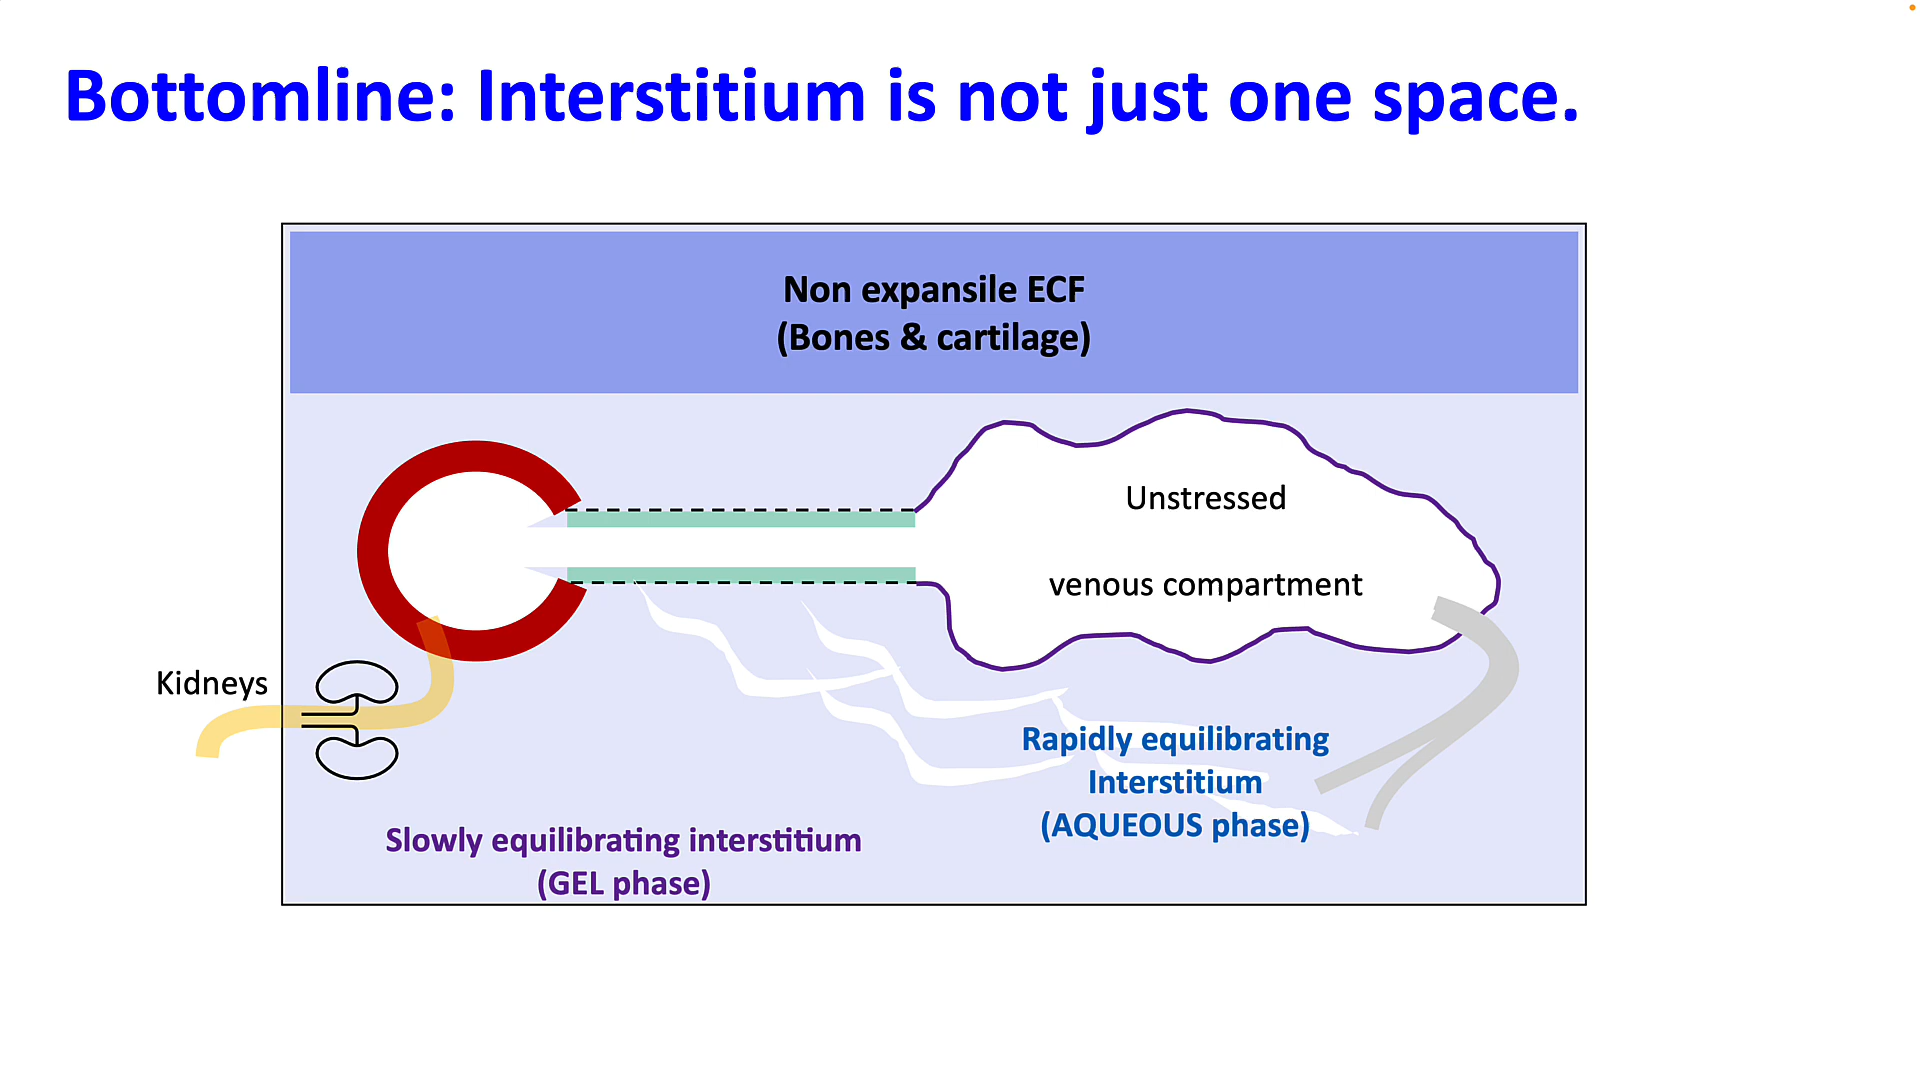 Bottomline: Interstitium is not just one space.
Non expansile ECF
(Bones & cartilage)
Unstressed
venous compartment
Kidneys
Rapidly equilibrating
Interstitium
(AQUEOUS phase)
Slowly equilibrating interstitium
(GEL phase)